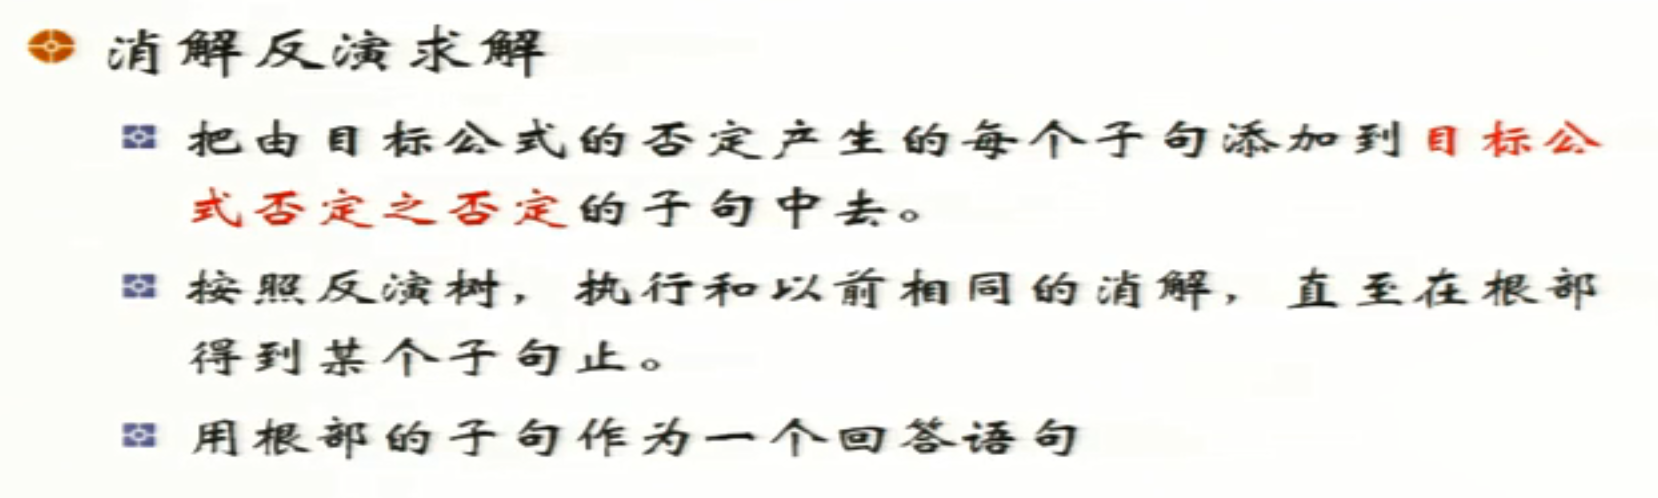 消解反演求解
把由目标公式的否定产生的每个子句添加到目标公
式否定之否定的子句中去。
按照反演树，执行和以前相同的消解，直至在根部
得到某个子句止。
用根部的子句作为一个回答语句